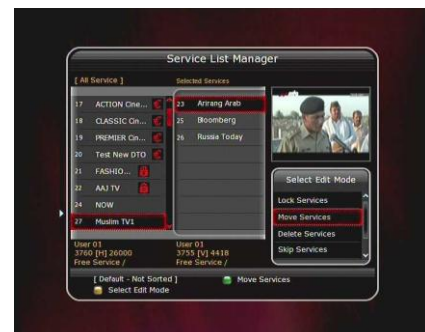 Service List Manager
[ All Service ]
Selected Services
17 ACTION Cine...
18 CLASSIC Cin...
19 PREMIER Cin...
20 Test New DTO
21 FASHIO...
22 AAJ TV
24 NOW
27 Muslim TV1
23 Arirang Arab
25 Bloomberg
26 Russia Today
Select Edit Mode
Lock Services
Move Services
Delete Services
Skip Services
User 01
3760 [H] 26000
Free Service /
User 01
3755 [V] 4418
Free Service /
[ Default - Not Sorted ]
Move Services
Select Edit Mode